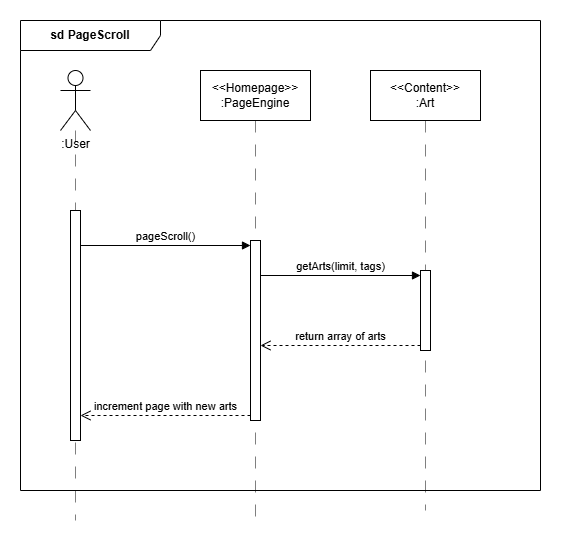 sd PageScroll
<<Homepage>>
:PageEngine
<<Content>>
:Art
:User
pageScroll()
getArts(limit, tags)
return array of arts
increment page with new arts